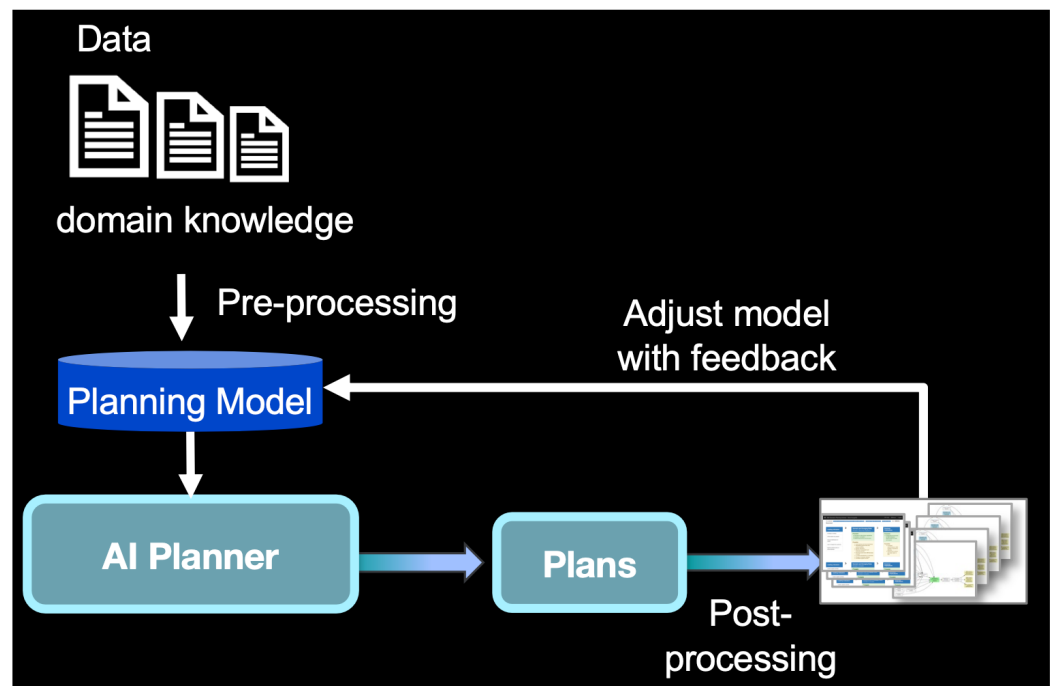 Data
domain knowledge
Pre-processing
Adjust model
with feedback
Planning Model
AI Planner
Plans
Post-
processing